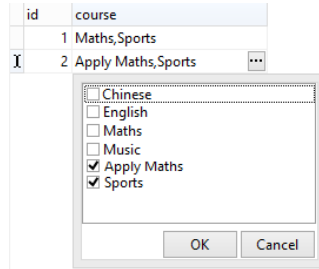 id course
1 Maths,Sports
2 Apply Maths,Sports ...
Chinese
English
Maths
Music
Apply Maths
Sports
OK Cancel